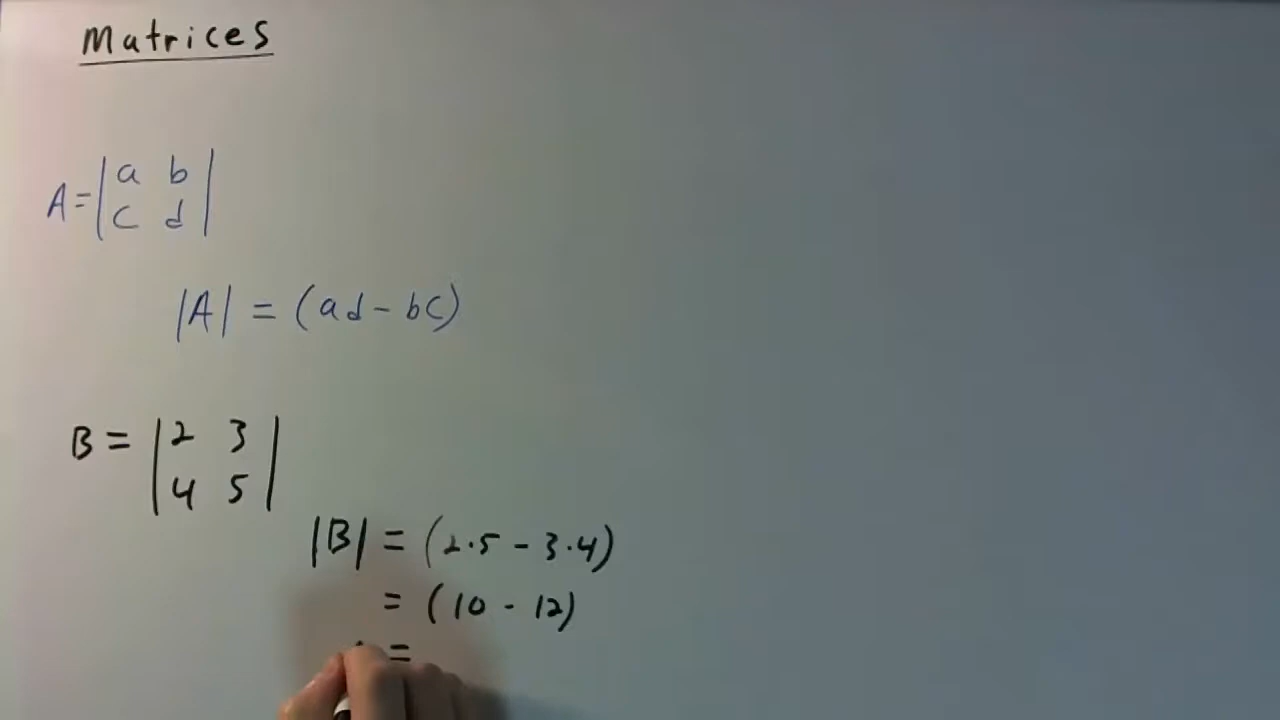 Matrices
A = | a b |
| c d |
|A| = (ad - bc)
B = | 2 3 |
| 4 5 |
|B| = (2·5 - 3·4)
= (10 - 12)
=